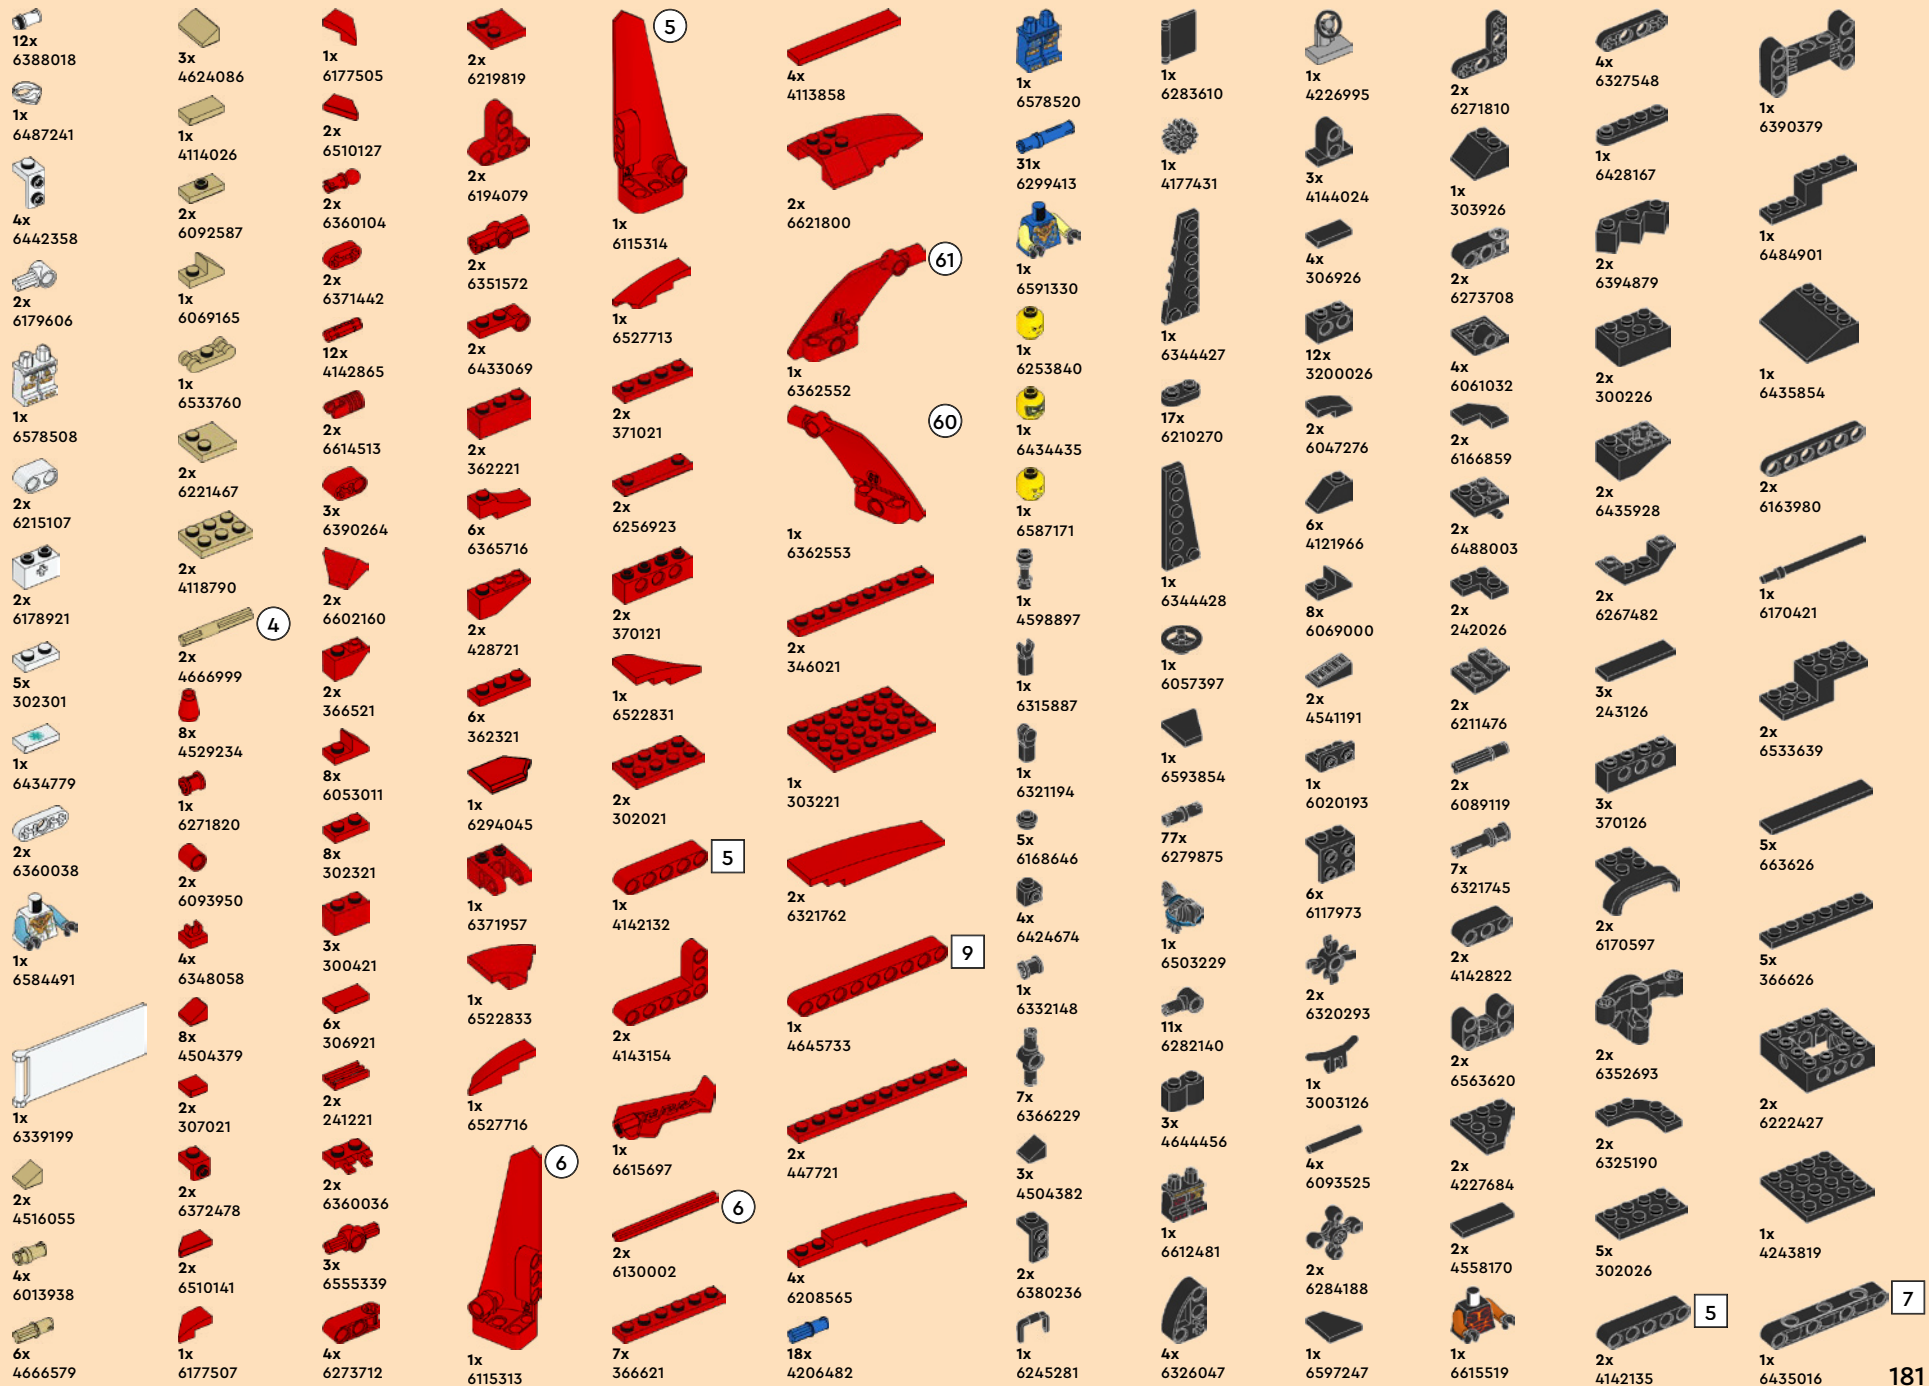 12x
6388018
1x
6487241
4x
6442358
2x
6179606
1x
6578508
2x
6215107
2x
6178921
5x
302301
1x
6434779
2x
6360038
1x
6584491
1x
6339199
2x
4516055
4x
6013938
6x
4666579
3x
4624086
1x
4114026
2x
6092587
1x
6069165
1x
6533760
2x
6221467
2x
4118790
4
2x
4666999
8x
4529234
1x
6271820
2x
6093950
4x
6348058
8x
4504379
2x
307021
2x
6372478
2x
6510141
1x
6177507
1x
6177505
2x
6510127
2x
6360104
2x
6371442
12x
4142865
2x
6614513
3x
6390264
2x
6602160
2x
366521
8x
6053011
8x
302321
3x
300421
6x
306921
2x
241221
2x
6360036
3x
6555339
4x
6273712
2x
6219819
2x
6194079
2x
6351572
2x
6433069
2x
362221
6x
6365716
2x
428721
6x
362321
1x
6294045
1x
6371957
1x
6522833
1x
6527716
6
1x
6115313
5
1x
6115314
1x
6527713
2x
371021
2x
6256923
2x
370121
1x
6522831
2x
302021
5
1x
4142132
2x
4143154
1x
6615697
6
2x
6130002
7x
366621
4x
4113858
2x
6621800
61
1x
6362552
60
1x
6362553
2x
346021
1x
303221
2x
6321762
9
1x
4645733
2x
447721
4x
6208565
18x
4206482
1x
6578520
31x
6299413
1x
6591330
1x
6253840
1x
6434435
1x
6587171
1x
4598897
1x
6315887
1x
6321194
5x
6168646
4x
6424674
1x
6332148
7x
6366229
3x
4504382
2x
6380236
1x
6245281
1x
6283610
1x
4177431
1x
6344427
17x
6210270
1x
6344428
1x
6057397
1x
6593854
77x
6279875
1x
6503229
11x
6282140
3x
4644456
1x
6612481
4x
6326047
1x
4226995
3x
4144024
4x
306926
12x
3200026
2x
6047276
6x
4121966
8x
6069000
2x
4541191
1x
6020193
6x
6117973
2x
6320293
1x
3003126
4x
6093525
2x
6284188
1x
6597247
2x
6271810
1x
303926
2x
6273708
4x
6061032
2x
6166859
2x
6488003
2x
242026
2x
6211476
2x
6089119
7x
6321745
2x
4142822
2x
6563620
2x
4227684
2x
4558170
1x
6615519
4x
6327548
1x
6428167
2x
6394879
2x
300226
2x
6435928
2x
6267482
3x
243126
3x
370126
2x
6170597
2x
6352693
2x
6325190
5x
302026
5
2x
4142135
1x
6390379
1x
6484901
1x
6435854
2x
6163980
1x
6170421
2x
6533639
5x
663626
5x
366626
2x
6222427
1x
4243819
7
1x
6435016
181